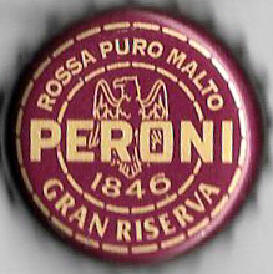 ROSSA PURO MALTO
PERONI
1846
GRAN RISERVA